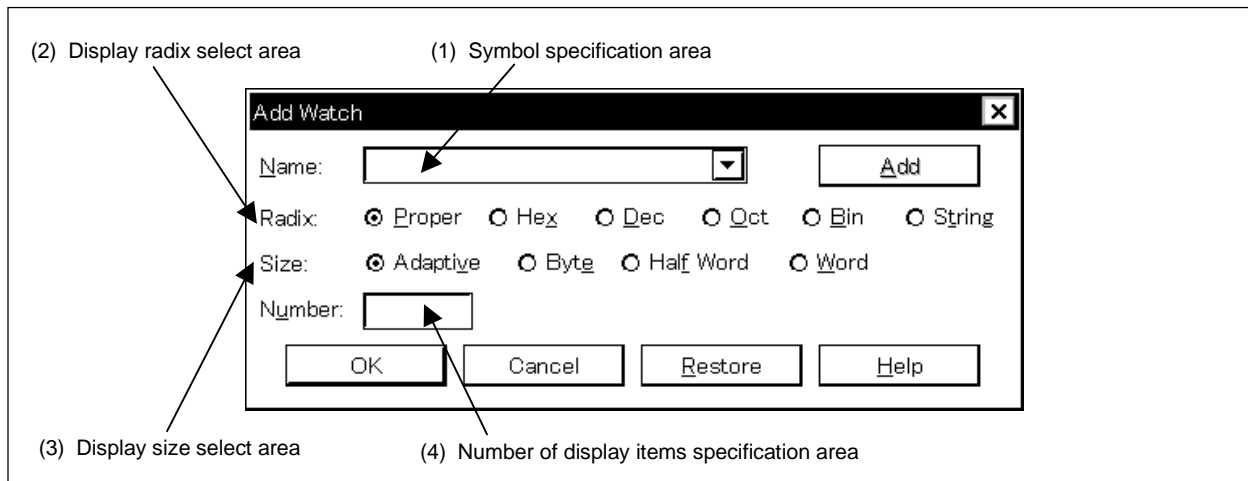 (2) Display radix select area (1) Symbol specification area
Add Watch
Name: Add
Radix: Proper Hex Dec Oct Bin String
Size: Adaptive Byte Half Word Word
Number:
OK Cancel Restore Help
(3) Display size select area (4) Number of display items specification area